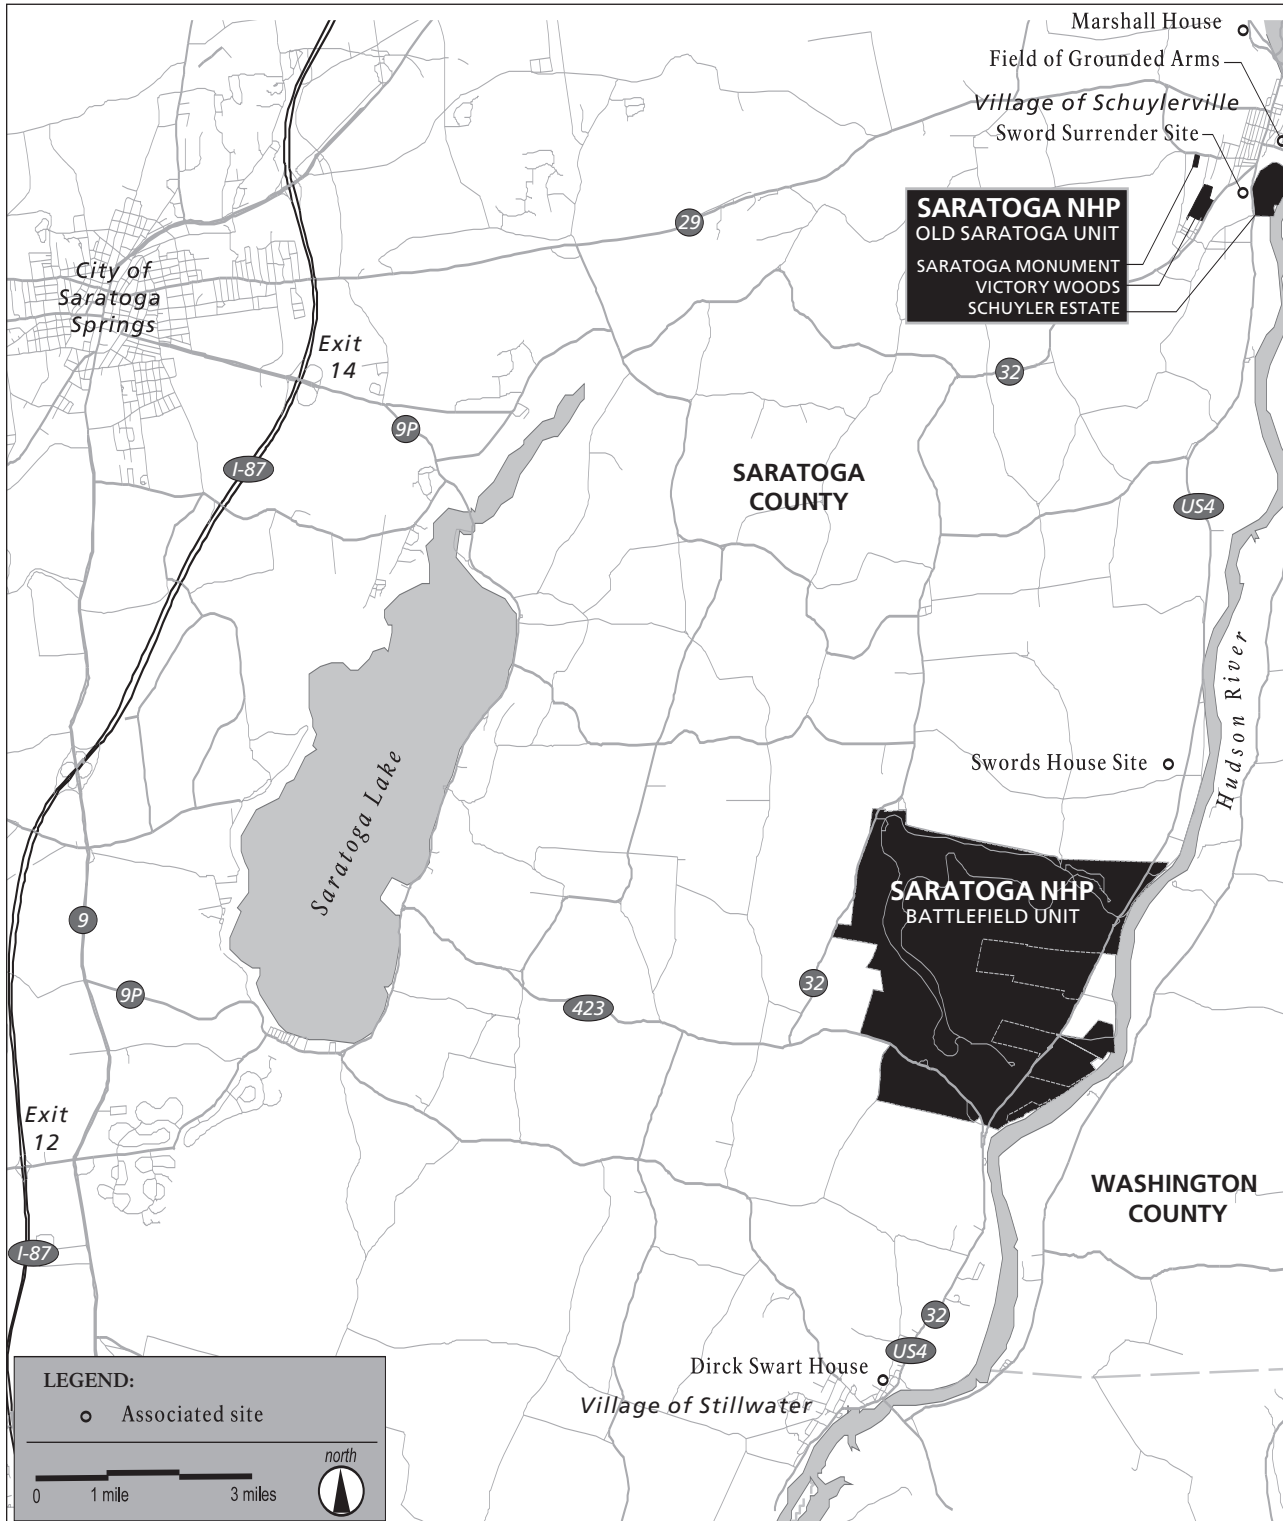 Marshall House
Field of Grounded Arms
Village of Schuylerville
Sword Surrender Site
SARATOGA NHP
OLD SARATOGA UNIT
SARATOGA MONUMENT
VICTORY WOODS
SCHUYLER ESTATE
29
City of
Saratoga
Springs
Exit
14
32
9P
I-87
SARATOGA
COUNTY
US4
Hudson River
Saratoga Lake
Swords House Site
SARATOGA NHP
BATTLEFIELD UNIT
9
9P
32
423
Exit
12
WASHINGTON
COUNTY
I-87
32
US4
Dirck Swart House
Village of Stillwater
LEGEND:
Associated site
north
0 1 mile 3 miles